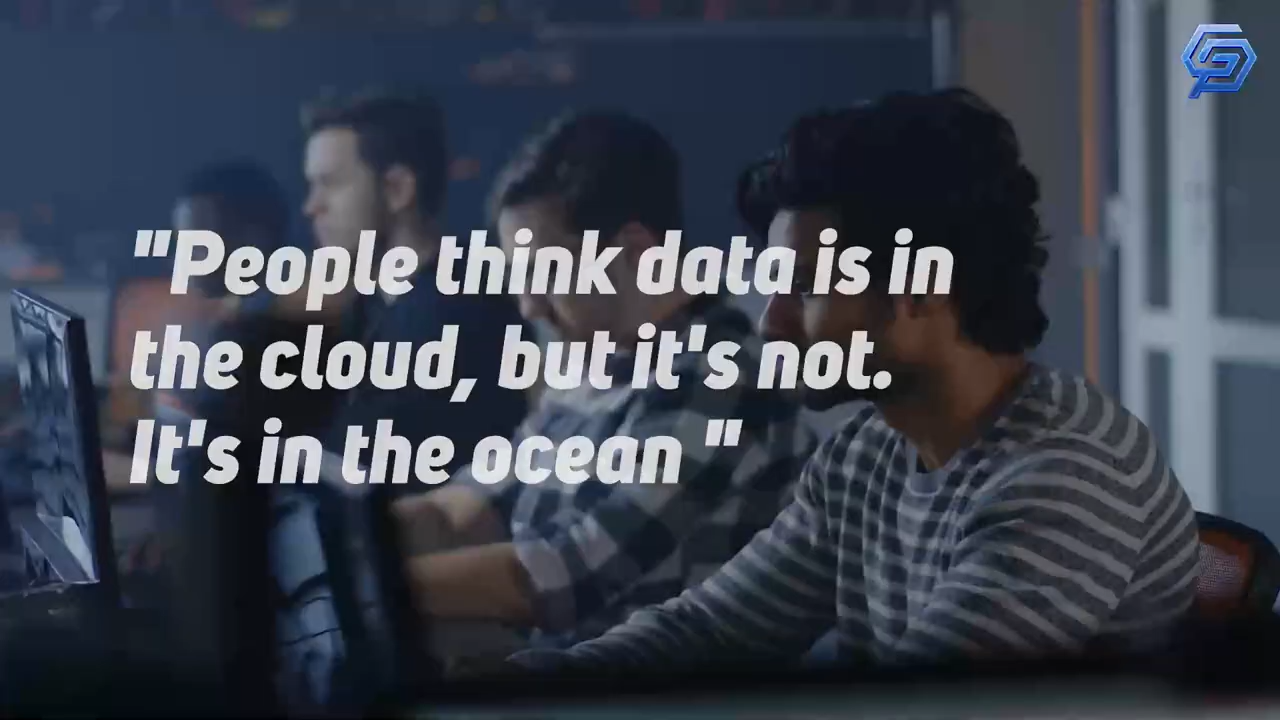 "People think data is in
the cloud, but it's not.
It's in the ocean "